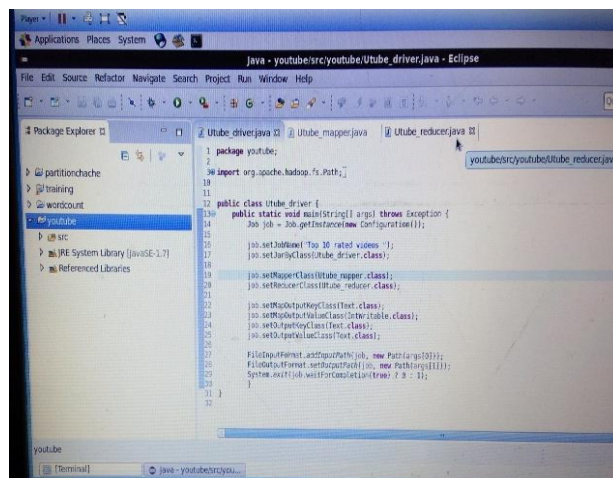 Player
Applications Places System
Java - youtube/src/youtube/Utube_driver.java - Eclipse
File Edit Source Refactor Navigate Search Project Run Window Help
Package Explorer
Utube_driver.java
Utube_mapper.java
Utube_reducer.java
youtube/src/youtube/Utube_reducer.jav
partitionchache
training
wordcount
youtube
src
JRE System Library [JavaSE-1.7]
Referenced Libraries
1 package youtube;
2
3 import org.apache.hadoop.fs.Path;
10
11
12 public class Utube_driver {
13 public static void main(String[] args) throws Exception {
14 Job job = Job.getInstance(new Configuration());
15
16 job.setJobName("Top 10 rated videos ");
17 job.setJarByClass(Utube_driver.class);
18
19 job.setMapperClass(Utube_mapper.class);
20 job.setReducerClass(Utube_reducer.class);
21
22 job.setMapOutputKeyClass(Text.class);
23 job.setMapOutputValueClass(IntWritable.class);
24 job.setOutputKeyClass(Text.class);
25 job.setOutputValueClass(Text.class);
26
27 FileInputFormat.addInputPath(job, new Path(args[0]));
28 FileOutputFormat.setOutputPath(job, new Path(args[1]));
29 System.exit(job.waitForCompletion(true) ? 0 : 1);
30 }
31 }
32
youtube
[Terminal]
Java - youtube/src/you...